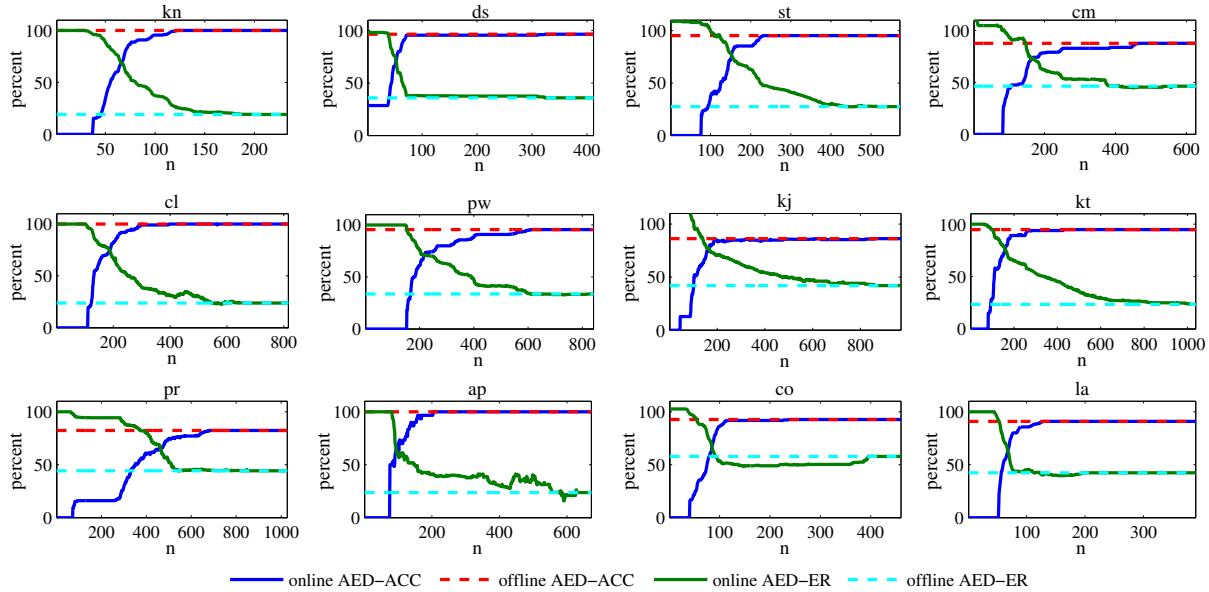 kn
ds
st
cm
percent
100
50
0
50 100 150 200
n
percent
100
50
0
100 200 300 400
n
percent
100
50
0
100 200 300 400 500
n
percent
100
50
0
200 400 600
n
cl
pw
kj
kt
percent
100
50
0
200 400 600 800
n
percent
100
50
0
200 400 600 800
n
percent
100
50
0
200 400 600 800
n
percent
100
50
0
200 400 600 800 1000
n
pr
ap
co
la
percent
100
50
0
200 400 600 800 1000
n
percent
100
50
0
200 400 600
n
percent
100
50
0
100 200 300 400
n
percent
100
50
0
100 200 300
n
online AED−ACC offline AED−ACC online AED−ER offline AED−ER